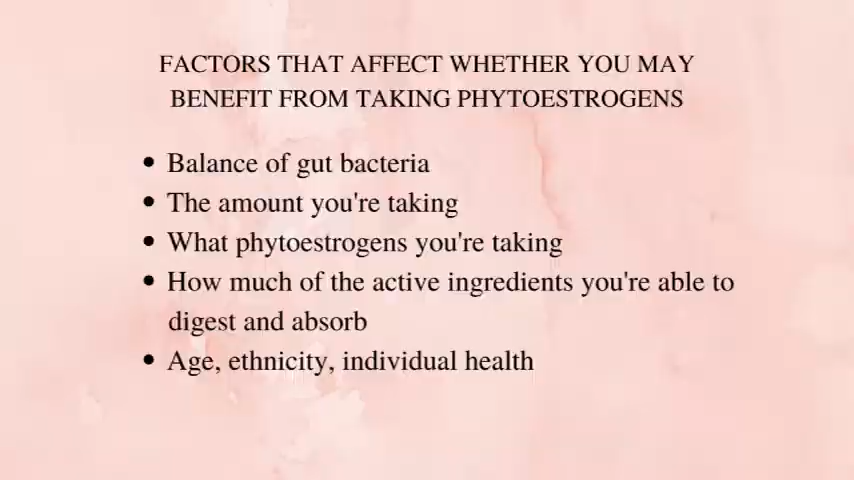 FACTORS THAT AFFECT WHETHER YOU MAY
BENEFIT FROM TAKING PHYTOESTROGENS
• Balance of gut bacteria
• The amount you're taking
• What phytoestrogens you're taking
• How much of the active ingredients you're able to
digest and absorb
• Age, ethnicity, individual health